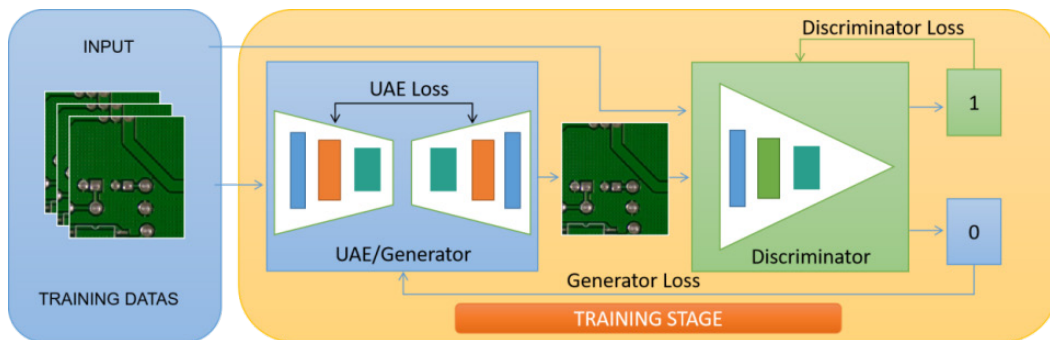 INPUT
TRAINING DATAS
UAE Loss
UAE/Generator
Discriminator Loss
1
0
Discriminator
Generator Loss
TRAINING STAGE